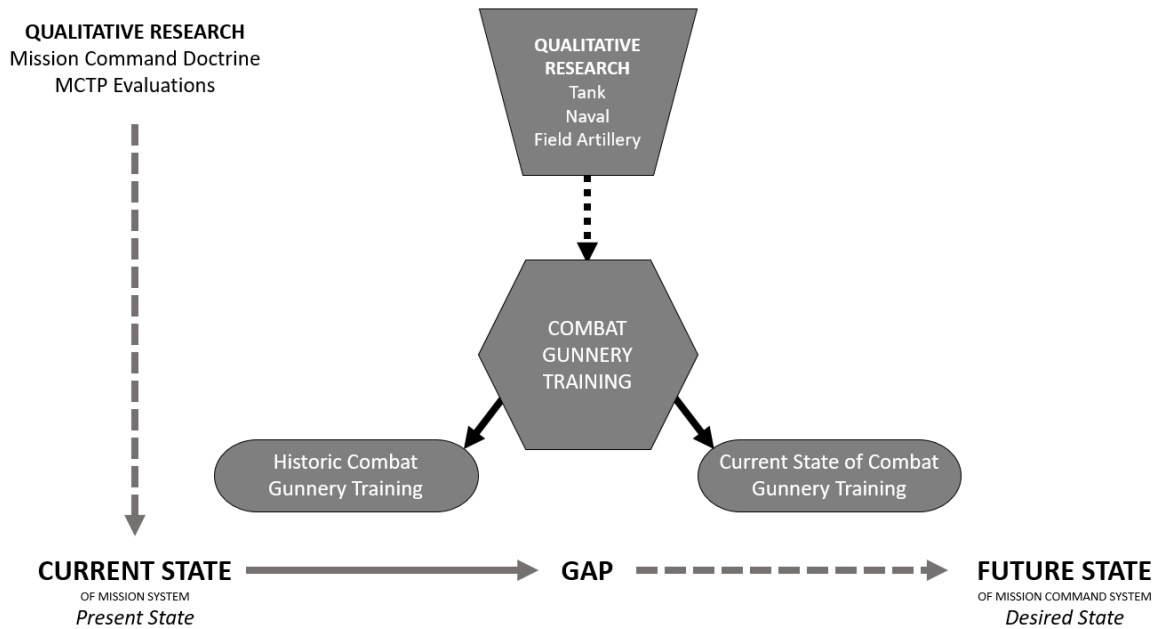 QUALITATIVE RESEARCH
Mission Command Doctrine
MCTP Evaluations
QUALITATIVE
RESEARCH
Tank
Naval
Field Artillery
COMBAT
GUNNERY
TRAINING
Historic Combat
Gunnery Training
Current State of Combat
Gunnery Training
CURRENT STATE
OF MISSION SYSTEM
Present State
GAP
FUTURE STATE
OF MISSION COMMAND SYSTEM
Desired State